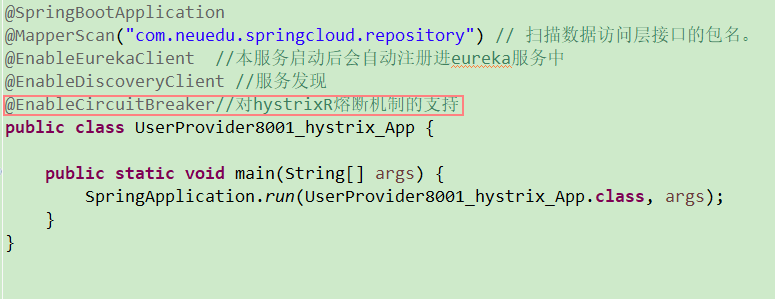 @SpringBootApplication
@MapperScan("com.neuedu.springcloud.repository") // 扫描数据访问层接口的包名。
@EnableEurekaClient  //本服务启动后会自动注册进eureka服务中
@EnableDiscoveryClient //服务发现
@EnableCircuitBreaker//对hystrixR熔断机制的支持
public class UserProvider8001_hystrix_App {
    public static void main(String[] args) {
        SpringApplication.run(UserProvider8001_hystrix_App.class, args);
    }
}